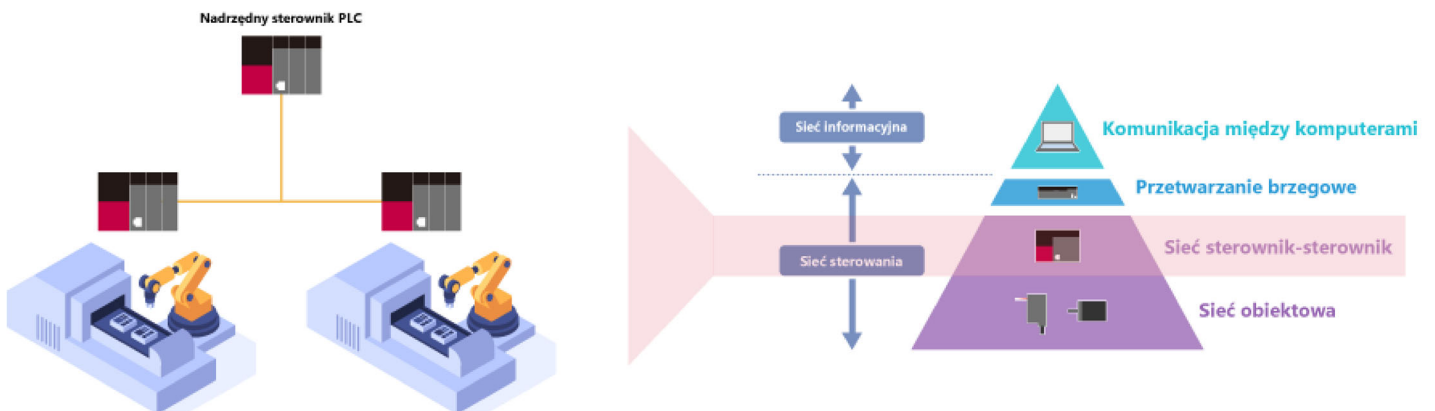 Nadrzędny sterownik PLC
Sieć informacyjna
Komunikacja między komputerami
Przetwarzanie brzegowe
Sieć sterownik-sterownik
Sieć sterowania
Sieć obiektowa